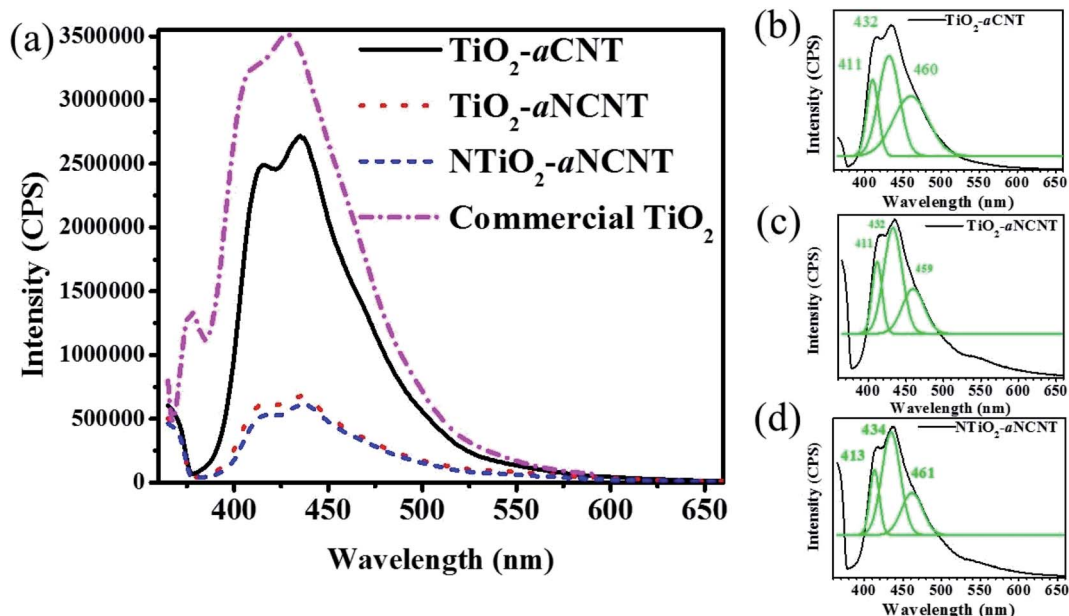 (a)
Intensity (CPS)
3500000
3000000
2500000
2000000
1500000
1000000
500000
0
TiO2-aCNT
TiO2-aNCNT
NTiO2-aNCNT
Commercial TiO2
400 450 500 550 600 650
Wavelength (nm)
(b)
Intensity (CPS)
TiO2-aCNT
432
411
460
400 450 500 550 600 650
Wavelength (nm)
(c)
Intensity (CPS)
TiO2-aNCNT
432
411
459
400 450 500 550 600 650
Wavelength (nm)
(d)
Intensity (CPS)
NTiO2-aNCNT
434
413
461
400 450 500 550 600 650
Wavelength (nm)